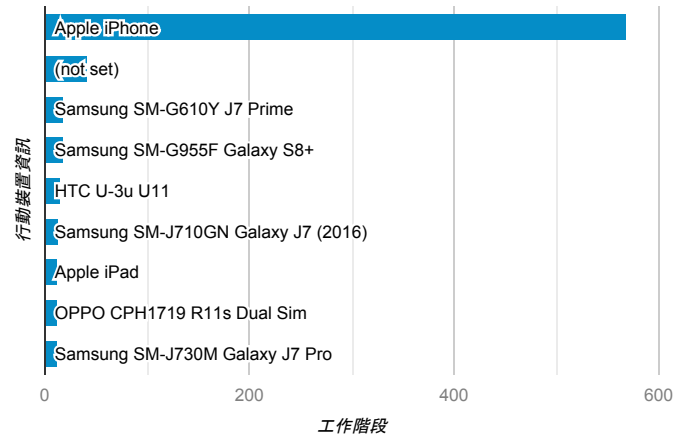 Apple iPhone
(not set)
Samsung SM-G610Y J7 Prime
Samsung SM-G955F Galaxy S8+
HTC U-3u U11
Samsung SM-J710GN Galaxy J7 (2016)
Apple iPad
OPPO CPH1719 R11s Dual Sim
Samsung SM-J730M Galaxy J7 Pro
行動裝置資訊
0 200 400 600
工作階段